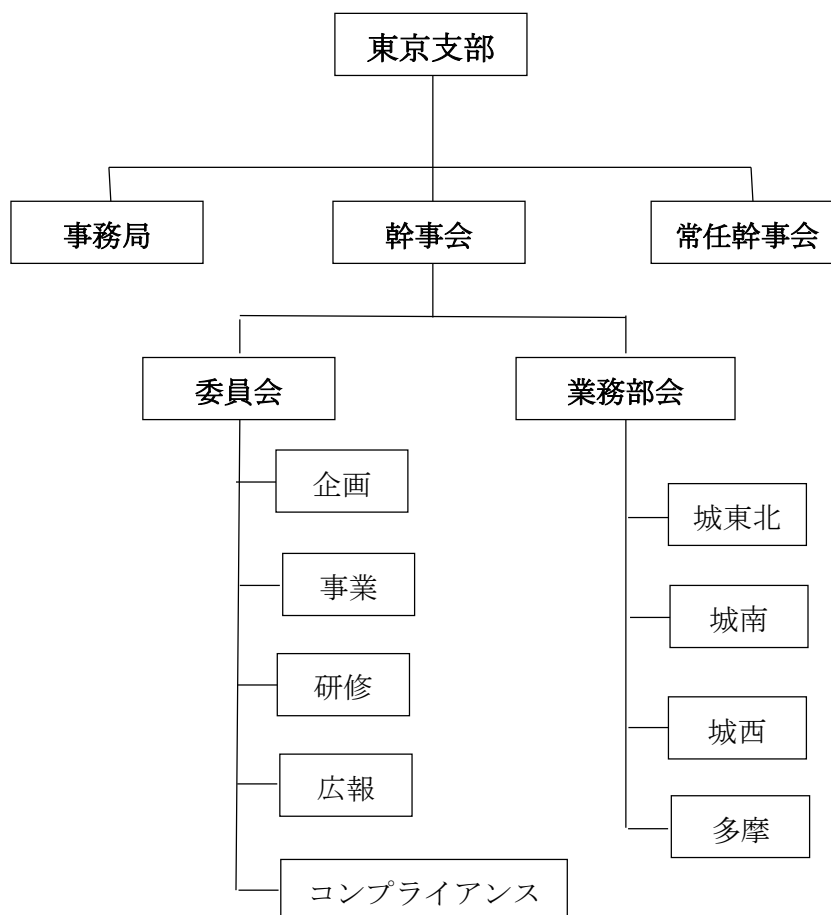 東京支部
事務局
幹事会
常任幹事会
委員会
業務部会
企画
事業
研修
広報
コンプライアンス
城東北
城南
城西
多摩